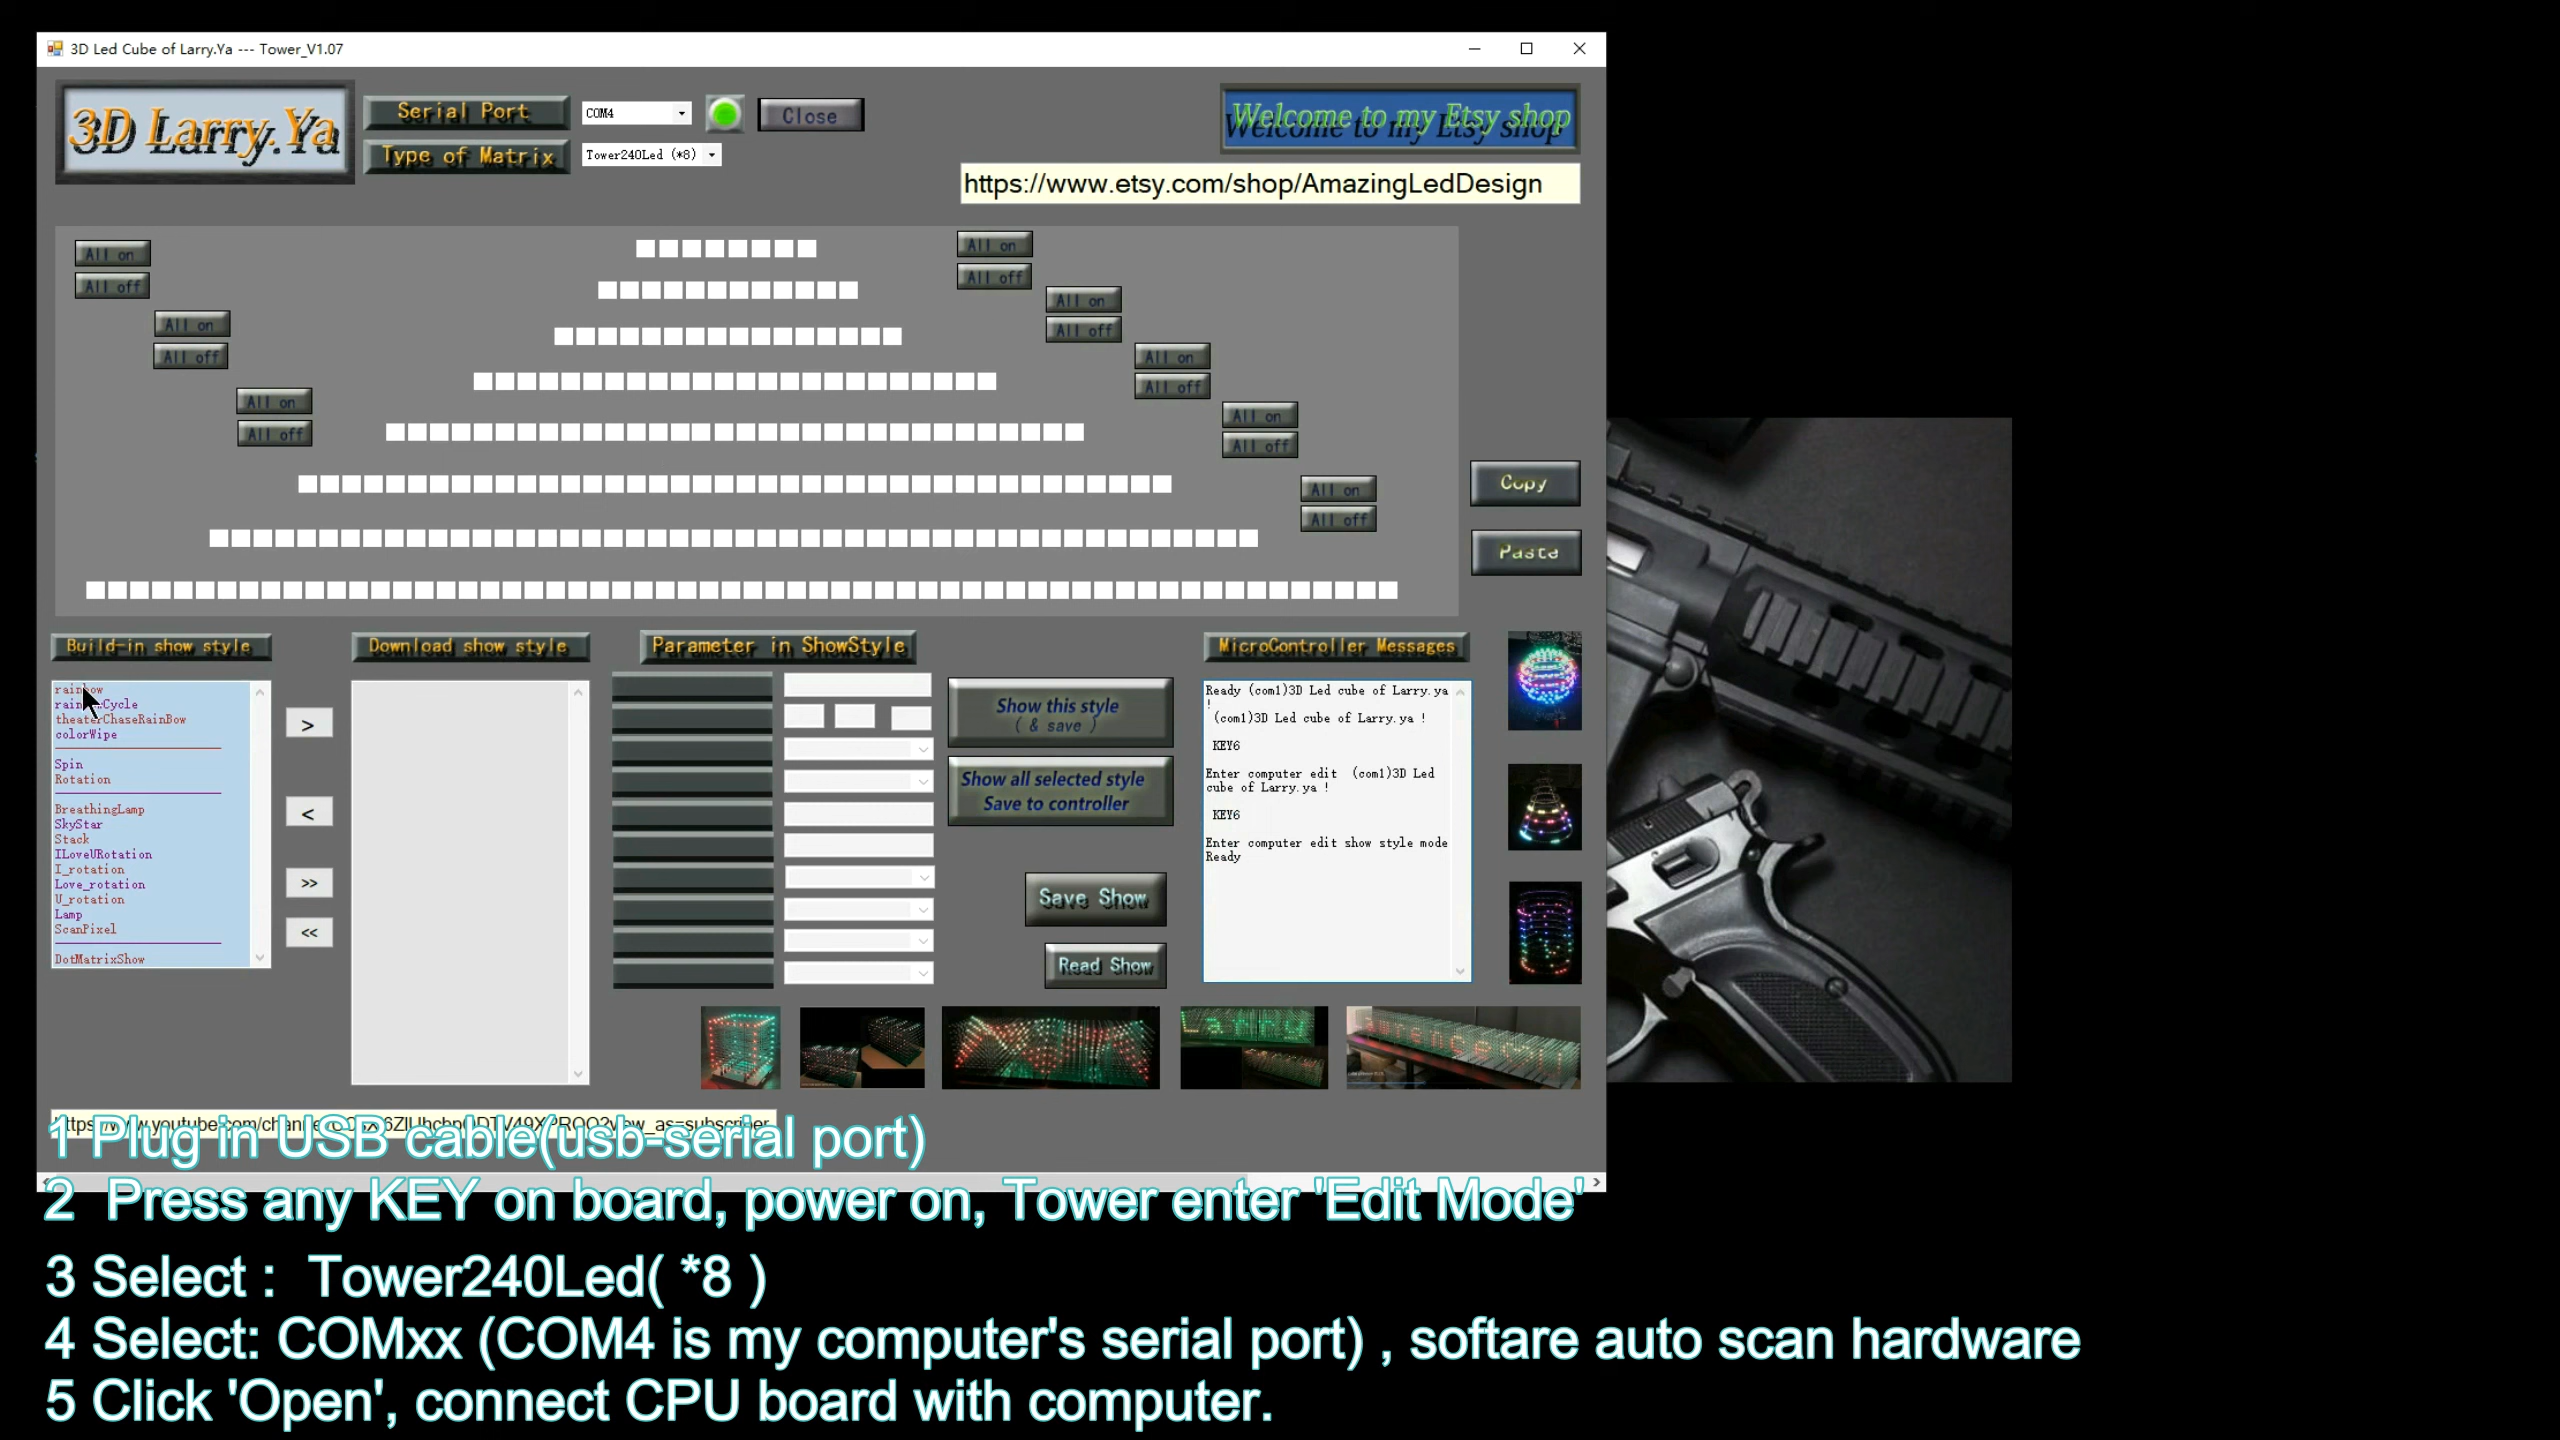 3D Led Cube of Larry.Ya --- Tower_V1.07
3D Larry.Ya
Serial Port
COM4
Close
Type of Matrix
Tower240Led (*8)
Welcome to my Etsy shop
https://www.etsy.com/shop/AmazingLedDesign
All on
All off
All on
All off
All on
All off
All on
All off
All on
All off
All on
All off
All on
All off
All on
All off
Copy
Paste
Build-in show style
Download show style
Parameter in ShowStyle
MicroController Messages
rainbow
theaterChaseRainBow
colorWipe
Spin
Rotation
BreathingLamp
SkyStar
Stack
ILoveURotation
I_rotation
Love_rotation
U_rotation
Lamp
ScanPixel
DotMatrixShow
>
<
>>
<<
Show this style
( & save )
Show all selected style
Save to controller
Save Show
Read Show
Ready (com1)3D Led cube of Larry.ya
!
(com1)3D Led cube of Larry.ya !
KEY6
Enter computer edit (com1)3D Led
cube of Larry.ya !
KEY6
Enter computer edit show style mode
Ready
1 Plug in USB cable(usb-serial port)
2 Press any KEY on board, power on, Tower enter 'Edit Mode'
3 Select : Tower240Led( *8 )
4 Select: COMxx (COM4 is my computer's serial port) , softare auto scan hardware
5 Click 'Open', connect CPU board with computer.